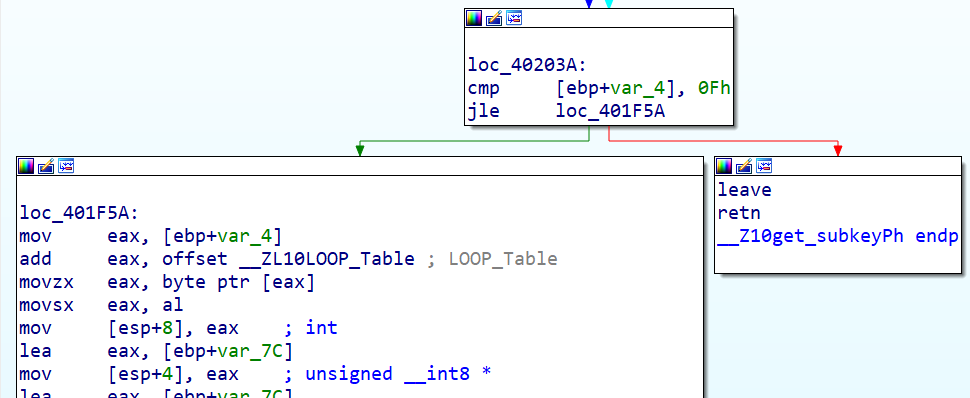 loc_40203A:
cmp [ebp+var_4], 0Fh
jle loc_401F5A
loc_401F5A:
mov eax, [ebp+var_4]
add eax, offset __ZL10LOOP_Table ; LOOP_Table
movzx eax, byte ptr [eax]
movsx eax, al
mov [esp+8], eax ; int
lea eax, [ebp+var_7C]
mov [esp+4], eax ; unsigned __int8 *
lea eax, [ebp+var_7C]
leave
retn
__Z10get_subkeyPh endp